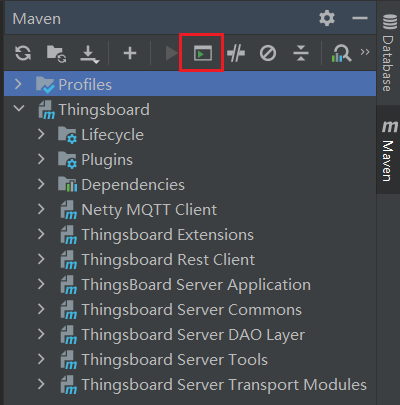 Maven
Profiles
Thingsboard
Lifecycle
Plugins
Dependencies
Netty MQTT Client
Thingsboard Extensions
Thingsboard Rest Client
ThingsBoard Server Application
Thingsboard Server Commons
Thingsboard Server DAO Layer
Thingsboard Server Tools
Thingsboard Server Transport Modules
Database
m Maven